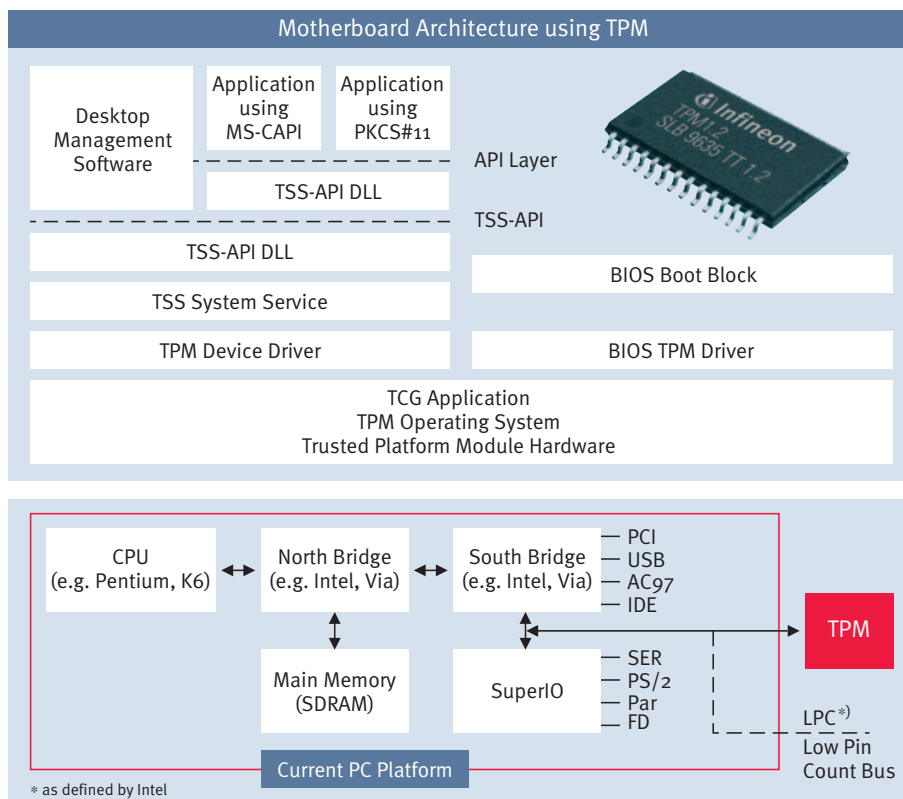 Motherboard Architecture using TPM
Desktop
Management
Software
Application
using
MS-CAPI
Application
using
PKCS#11
API Layer
TSS-API DLL
TSS-API
TSS-API DLL
TSS System Service
TPM Device Driver
Infineon
TPM1.2
SLB 9635 TT 1.2
BIOS Boot Block
BIOS TPM Driver
TCG Application
TPM Operating System
Trusted Platform Module Hardware
CPU
(e.g. Pentium, K6)
North Bridge
(e.g. Intel, Via)
South Bridge
(e.g. Intel, Via)
PCI
USB
AC97
IDE
TPM
Main Memory
(SDRAM)
SuperIO
SER
PS/2
Par
FD
LPC*)
Low Pin
Count Bus
Current PC Platform
* as defined by Intel